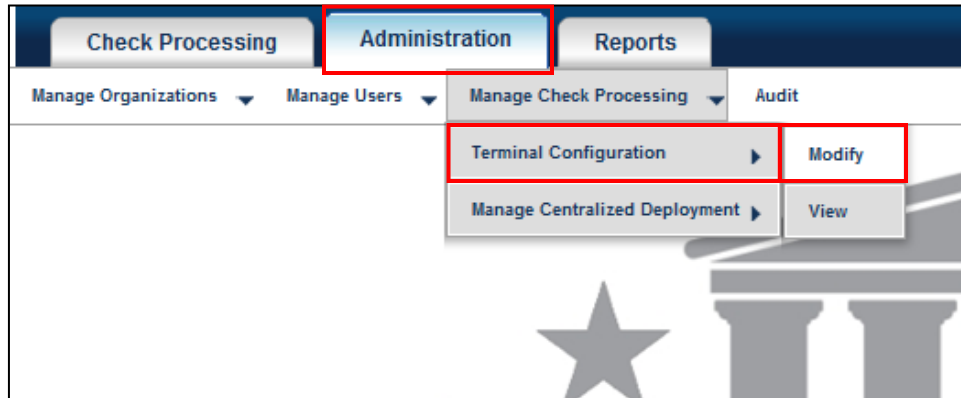 Check Processing Administration Reports
Manage Organizations Manage Users Manage Check Processing Audit
Terminal Configuration Modify
Manage Centralized Deployment View